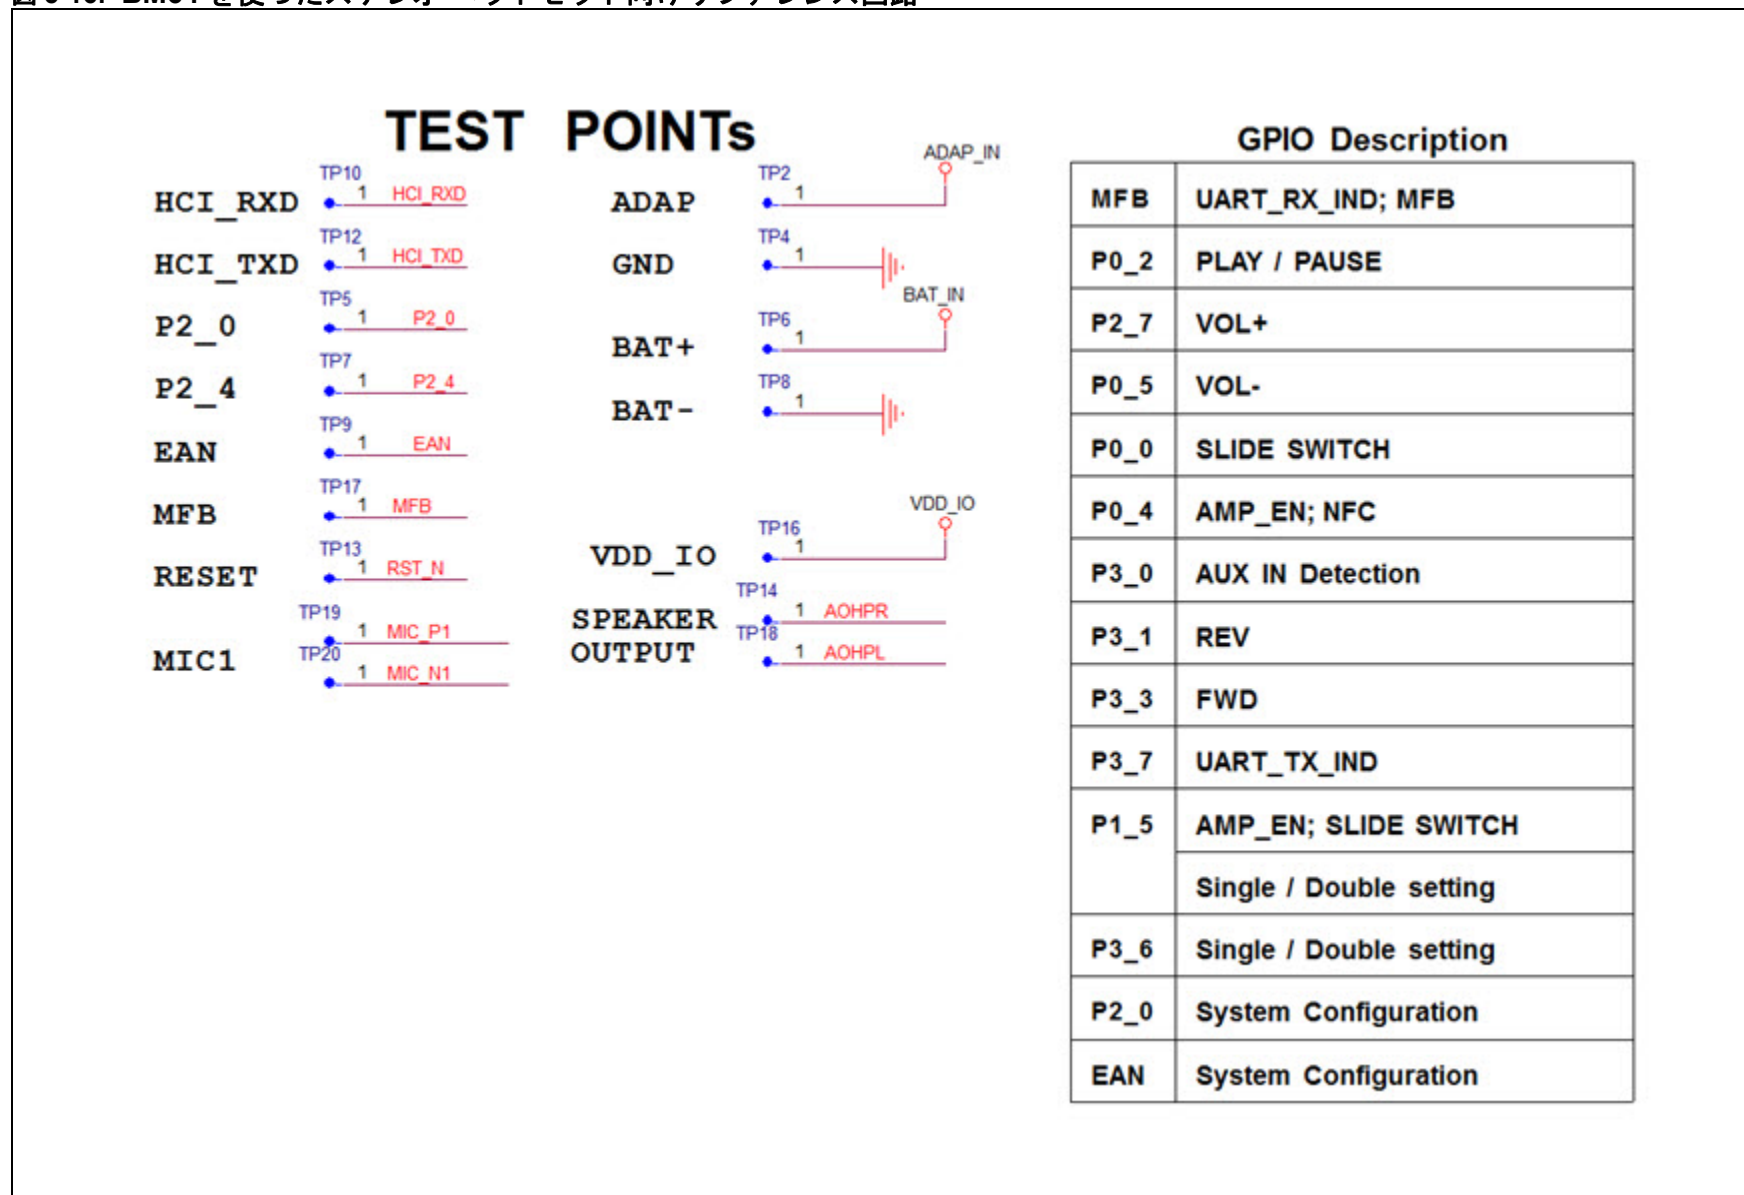 TEST POINTs
HCI_RXD TP10 1 HCI_RXD
HCI_TXD TP12 1 HCI_TXD
P2_0 TP5 1 P2_0
P2_4 TP7 1 P2_4
EAN TP9 1 EAN
MFB TP17 1 MFB
RESET TP13 1 RST_N
MIC1 TP19 1 MIC_P1
TP20 1 MIC_N1
ADAP TP2 1 ADAP_IN
GND TP4 1
BAT+ TP6 1 BAT_IN
BAT- TP8 1
VDD_IO TP16 1 VDD_IO
SPEAKER TP14 1 AOHPR
OUTPUT TP18 1 AOHPL
GPIO Description
MFB UART_RX_IND; MFB
P0_2 PLAY / PAUSE
P2_7 VOL+
P0_5 VOL-
P0_0 SLIDE SWITCH
P0_4 AMP_EN; NFC
P3_0 AUX IN Detection
P3_1 REV
P3_3 FWD
P3_7 UART_TX_IND
P1_5 AMP_EN; SLIDE SWITCH
Single / Double setting
P3_6 Single / Double setting
P2_0 System Configuration
EAN System Configuration